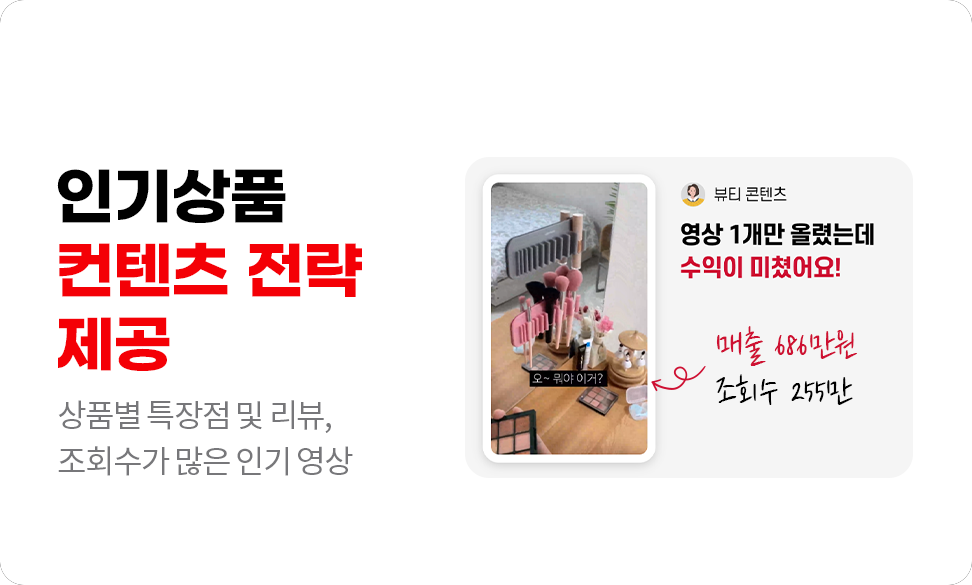 인기상품
컨텐츠 전략
제공
상품별 특장점 및 리뷰,
조회수가 많은 인기 영상
뷰티 콘텐츠
영상 1개만 올렸는데
수익이 미쳤어요!
매출 686만원
조회수 255만
오~ 뭐야 이거?